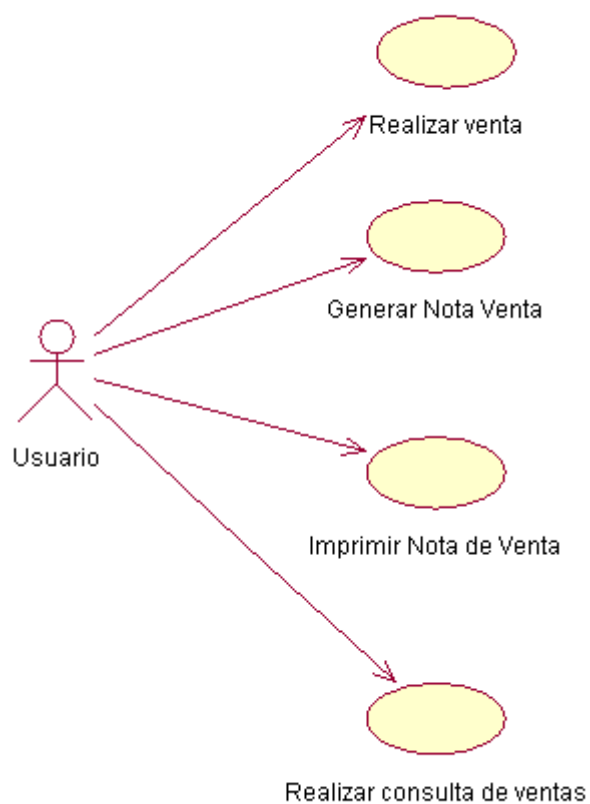 Realizar venta
Generar Nota Venta
Usuario
Imprimir Nota de Venta
Realizar consulta de ventas